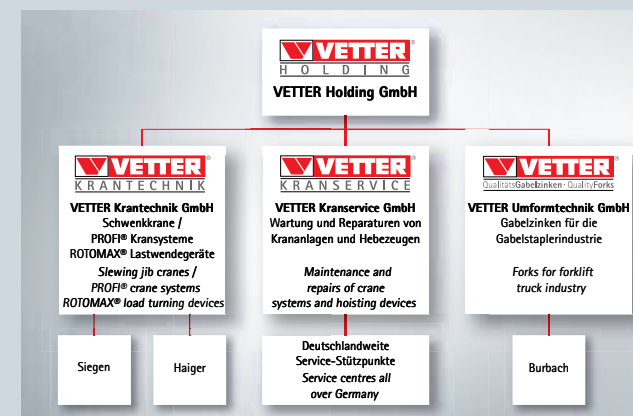 VETTER®
HOLDING
VETTER Holding GmbH
VETTER®
KRANTECHNIK
VETTER Krantechnik GmbH
Schwenkkrane /
PROFI® Kransysteme
ROTOMAX® Lastwendegeräte
Slewing jib cranes /
PROFI® crane systems
ROTOMAX® load turning devices
Siegen
Haiger
VETTER®
KRANSERVICE
VETTER Kranservice GmbH
Wartung und Reparaturen von
Krananlagen und Hebezeugen
Maintenance and
repairs of crane
systems and hoisting devices
Deutschlandweite
Service-Stützpunkte
Service centres all
over Germany
VETTER®
QualitätsGabelzinken · QualityForks
VETTER Umformtechnik GmbH
Gabelzinken für die
Gabelstaplerindustrie
Forks for forklift
truck industry
Burbach